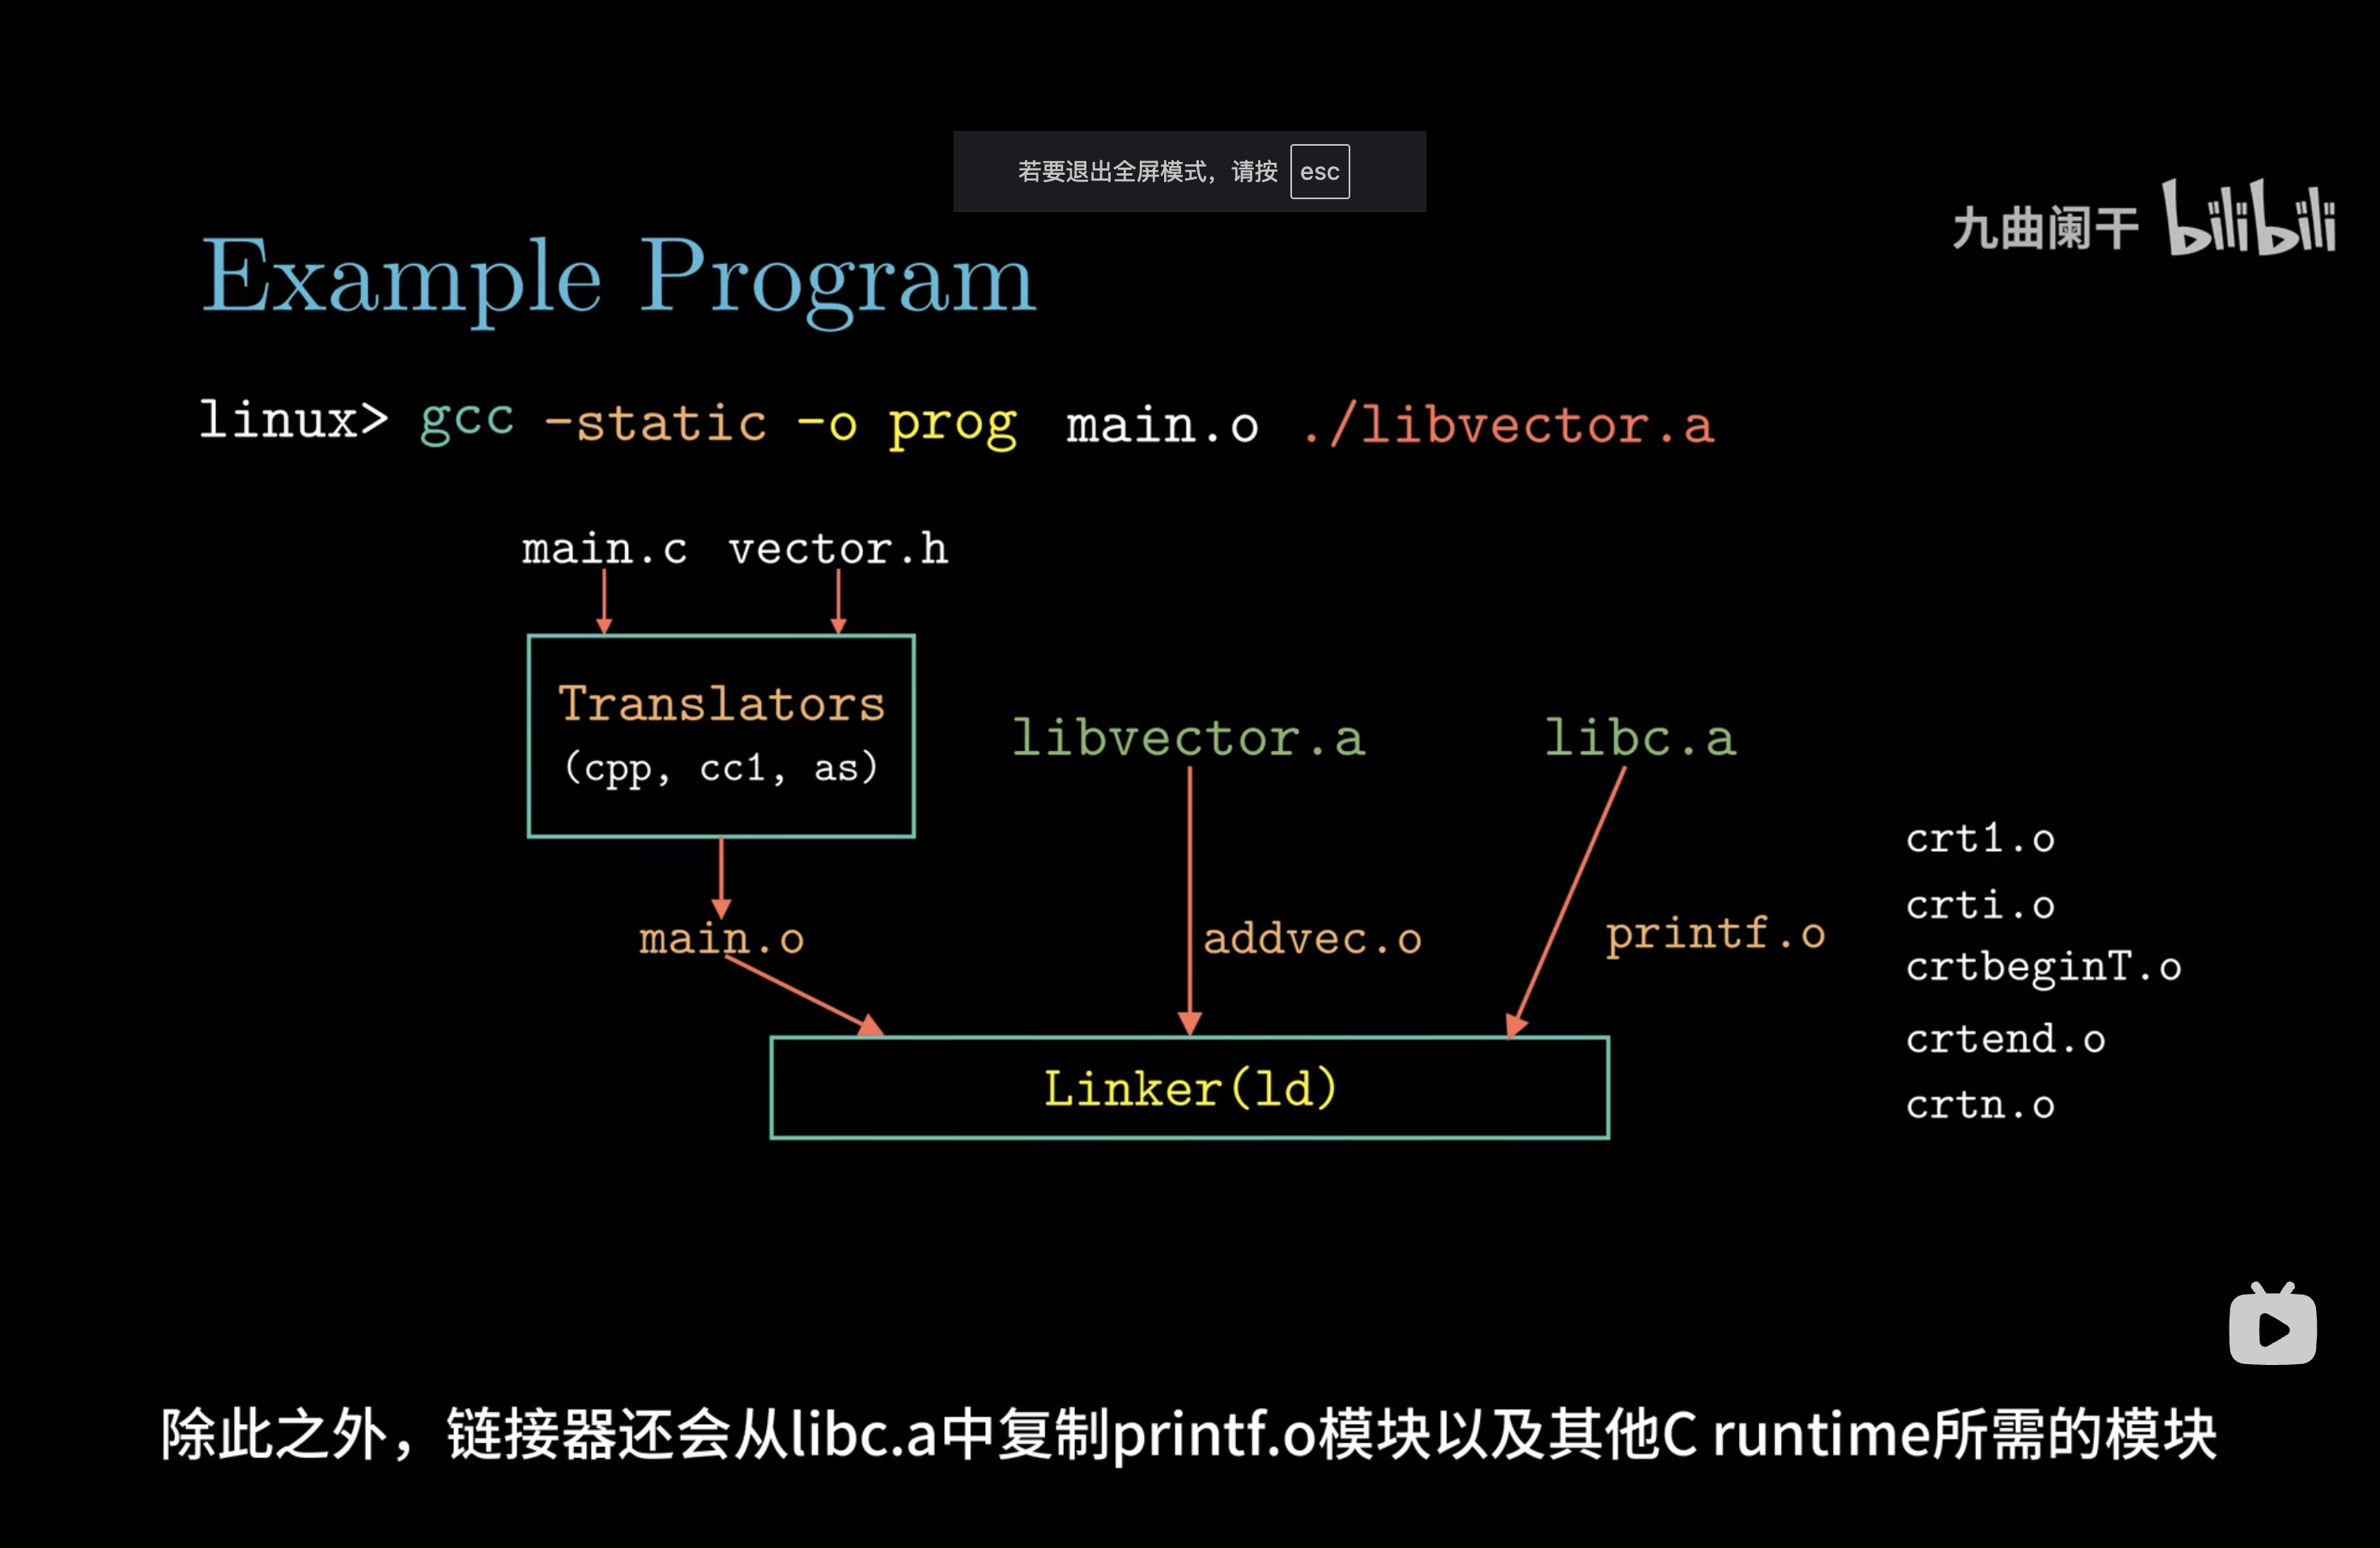 若要退出全屏模式，请按 esc
九曲阑干 bilibili
Example Program
linux> gcc -static -o prog main.o ./libvector.a
main.c vector.h
Translators
(cpp, cc1, as)
libvector.a
libc.a
main.o
addvec.o
printf.o
crt1.o
crti.o
crtbeginT.o
crtend.o
crtn.o
Linker(ld)
除此之外，链接器还会从libc.a中复制printf.o模块以及其他C runtime所需的模块